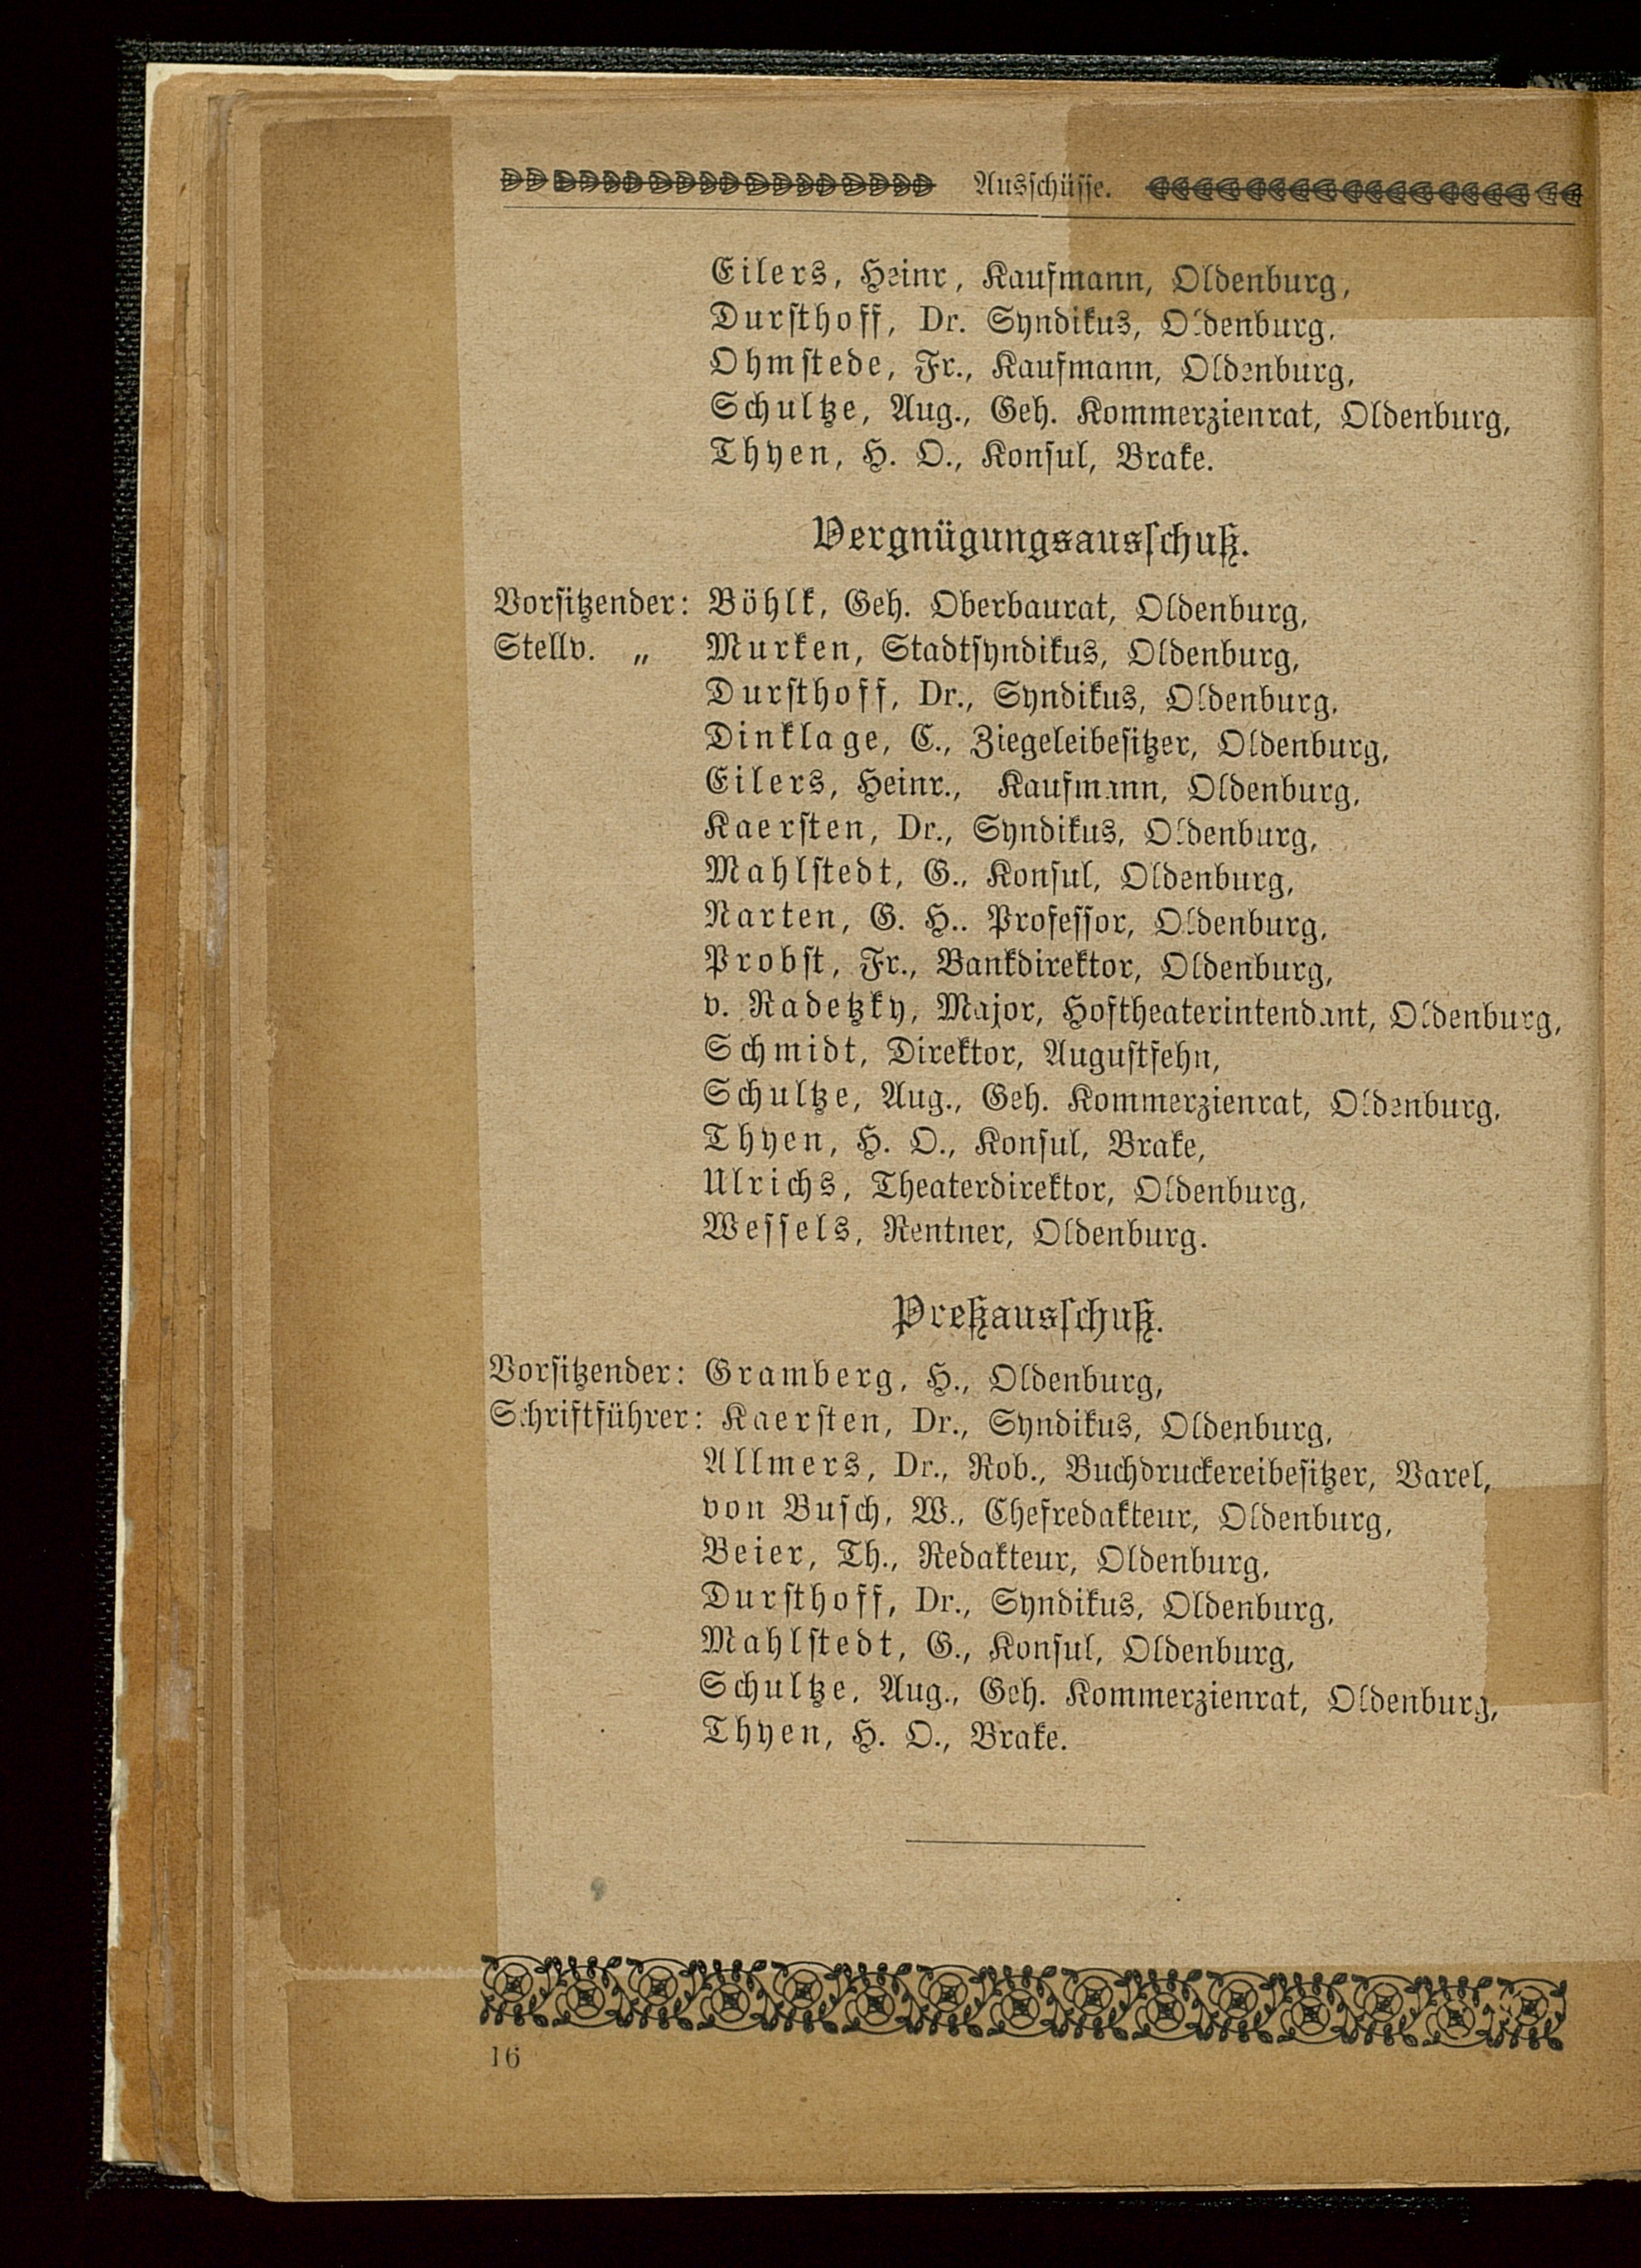 Ausschüsse.
Eilers, Heinr, Kaufmann, Oldenburg,
Dursthoff, Dr. Syndikus, Oldenburg,
Ohmstede, Fr., Kaufmann, Oldenburg,
Schultze, Aug., Geh. Kommerzienrat, Oldenburg,
Thyen, H. O., Konsul, Brake.
Vergnügungsausschuß.
Vorsitzender: Böhlk, Geh. Oberbaurat, Oldenburg,
Stellv. „ Murken, Stadtsyndikus, Oldenburg,
Dursthoff, Dr., Syndikus, Oldenburg,
Dinklage, C., Ziegeleibesitzer, Oldenburg,
Eilers, Heinr., Kaufmann, Oldenburg,
Kaersten, Dr., Syndikus, Oldenburg,
Mahlstedt, G., Konsul, Oldenburg,
Narten, G. H.. Professor, Oldenburg,
Probst, Fr., Bankdirektor, Oldenburg,
v. Radetzky, Major, Hoftheaterintendant, Oldenburg,
Schmidt, Direktor, Augustfehn,
Schultze, Aug., Geh. Kommerzienrat, Oldenburg,
Thyen, H. O., Konsul, Brake,
Ulrichs, Theaterdirektor, Oldenburg,
Wessels, Rentner, Oldenburg.
Preßausschuß.
Vorsitzender: Gramberg, H., Oldenburg,
Schriftführer: Kaersten, Dr., Syndikus, Oldenburg,
Allmers, Dr., Rob., Buchdruckereibesitzer, Varel,
von Busch, W., Chefredakteur, Oldenburg,
Beier, Th., Redakteur, Oldenburg,
Dursthoff, Dr., Syndikus, Oldenburg,
Mahlstedt, G., Konsul, Oldenburg,
Schultze, Aug., Geh. Kommerzienrat, Oldenburg,
Thyen, H. O., Brake.
16